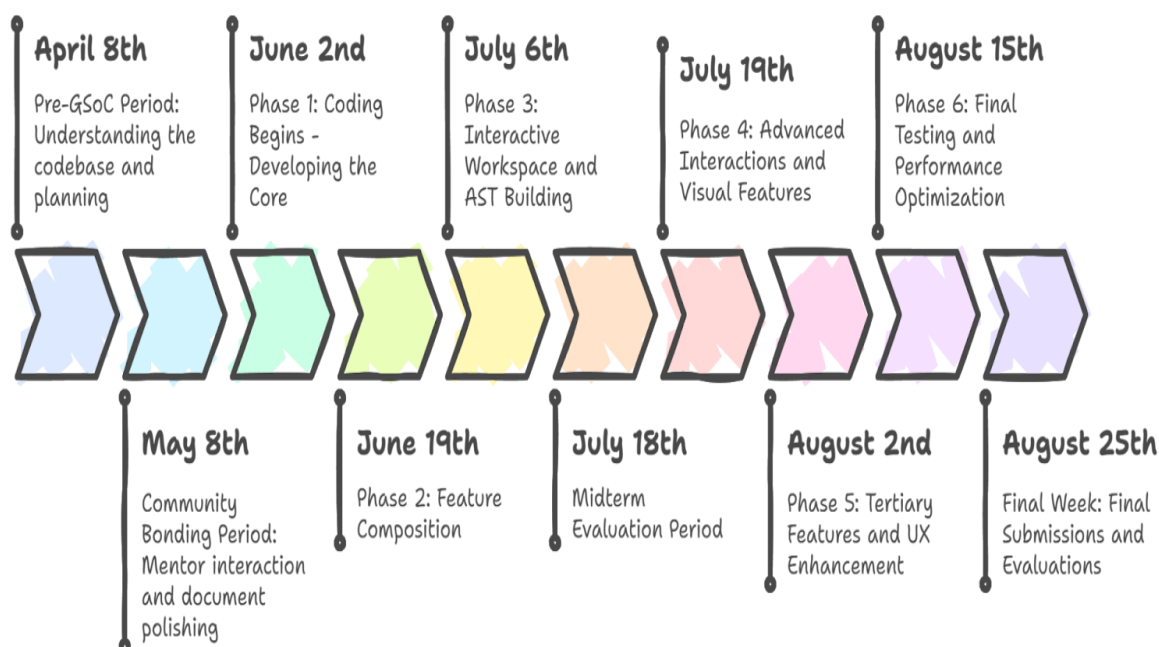 April 8th
Pre-GSoC Period:
Understanding the
codebase and
planning
June 2nd
Phase 1: Coding
Begins -
Developing the
Core
July 6th
Phase 3:
Interactive
Workspace and
AST Building
July 19th
Phase 4: Advanced
Interactions and
Visual Features
August 15th
Phase 6: Final
Testing and
Performance
Optimization
May 8th
Community
Bonding Period:
Mentor interaction
and document
polishing
June 19th
Phase 2: Feature
Composition
July 18th
Midterm
Evaluation Period
August 2nd
Phase 5: Tertiary
Features and UX
Enhancement
August 25th
Final Week: Final
Submissions and
Evaluations